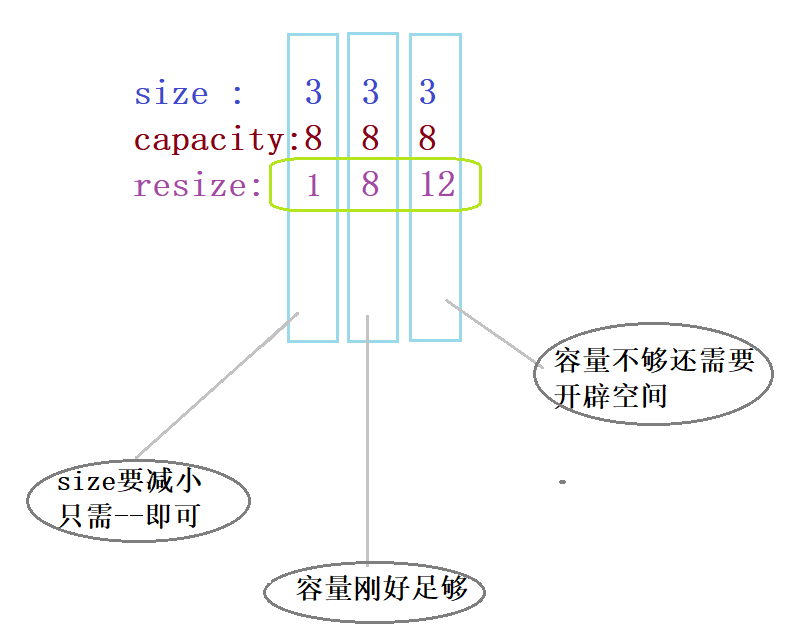 size : 3 3 3
capacity:8 8 8
resize: 1 8 12
容量不够还需要
开辟空间
size要减小
只需--即可
容量刚好足够